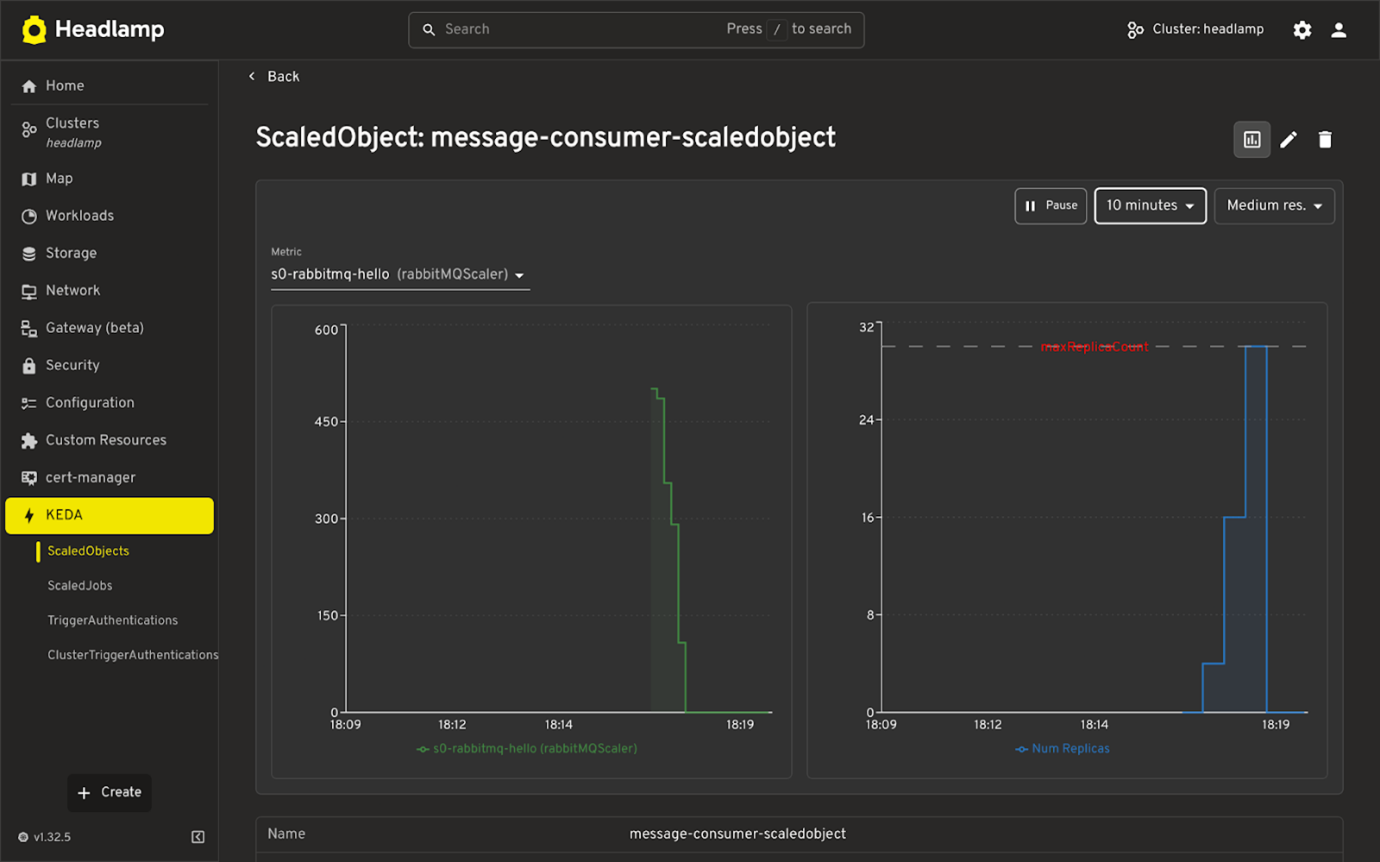 Headlamp
Search Press / to search
Cluster: headlamp
Home
Clusters
headlamp
Map
Workloads
Storage
Network
Gateway (beta)
Security
Configuration
Custom Resources
cert-manager
KEDA
ScaledObjects
ScaledJobs
TriggerAuthentications
ClusterTriggerAuthentications
Create
v1.32.5
Back
ScaledObject: message-consumer-scaledobject
Pause
10 minutes
Medium res.
Metric
s0-rabbitmq-hello (rabbitMQScaler)
600
450
300
150
0
18:09 18:12 18:14 18:19
s0-rabbitmq-hello (rabbitMQScaler)
32
maxReplicaCount
24
16
8
0
18:09 18:12 18:14 18:19
Num Replicas
Name message-consumer-scaledobject